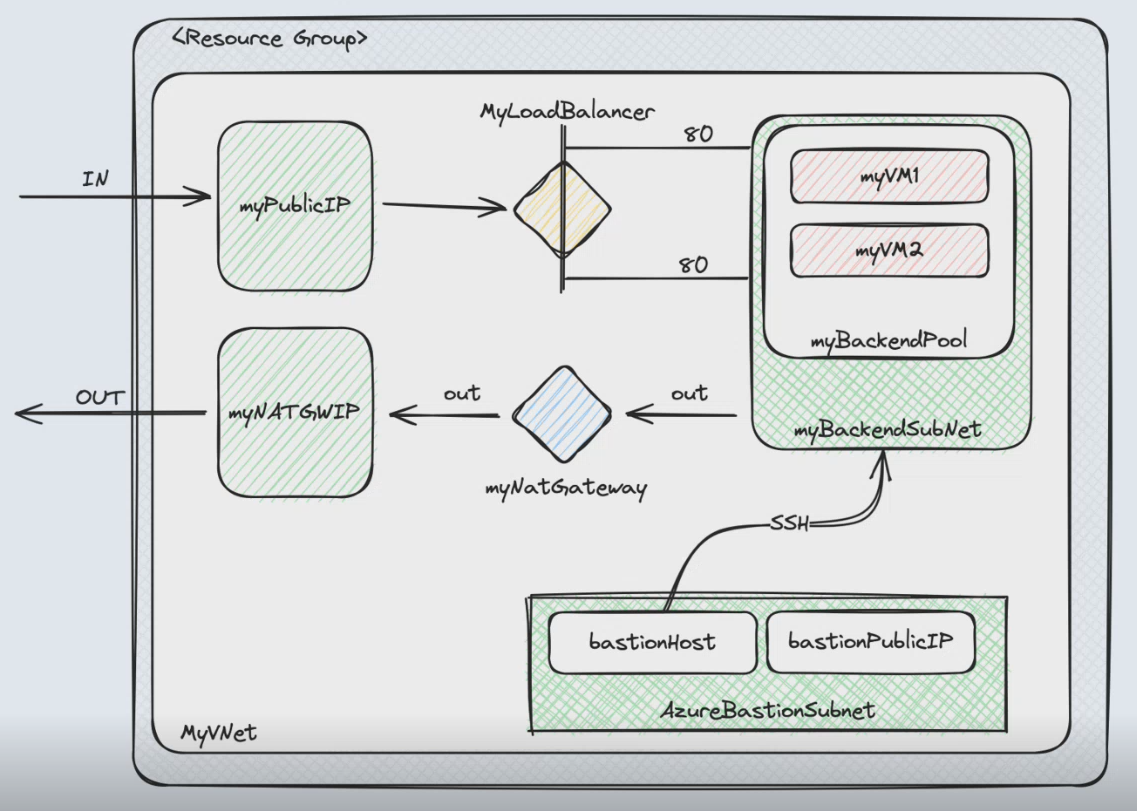 <Resource Group>
MyLoadBalancer
80
IN
myPublicIP
myVM1
myVM2
80
myBackendPool
OUT
myNATGWIP
out
out
myBackendSubNet
myNatGateway
SSH
bastionHost
bastionPublicIP
AzureBastionSubnet
MyVNet